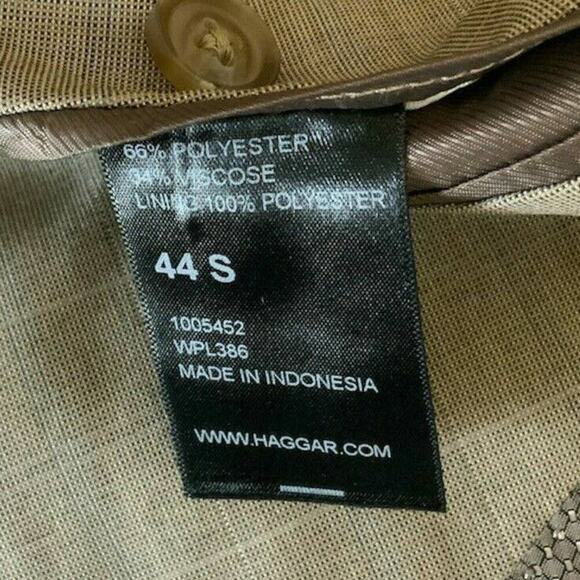 66% POLYESTER
34% VISCOSE
LINING 100% POLYESTER
44 S
1005452
WPL386
MADE IN INDONESIA
WWW.HAGGAR.COM